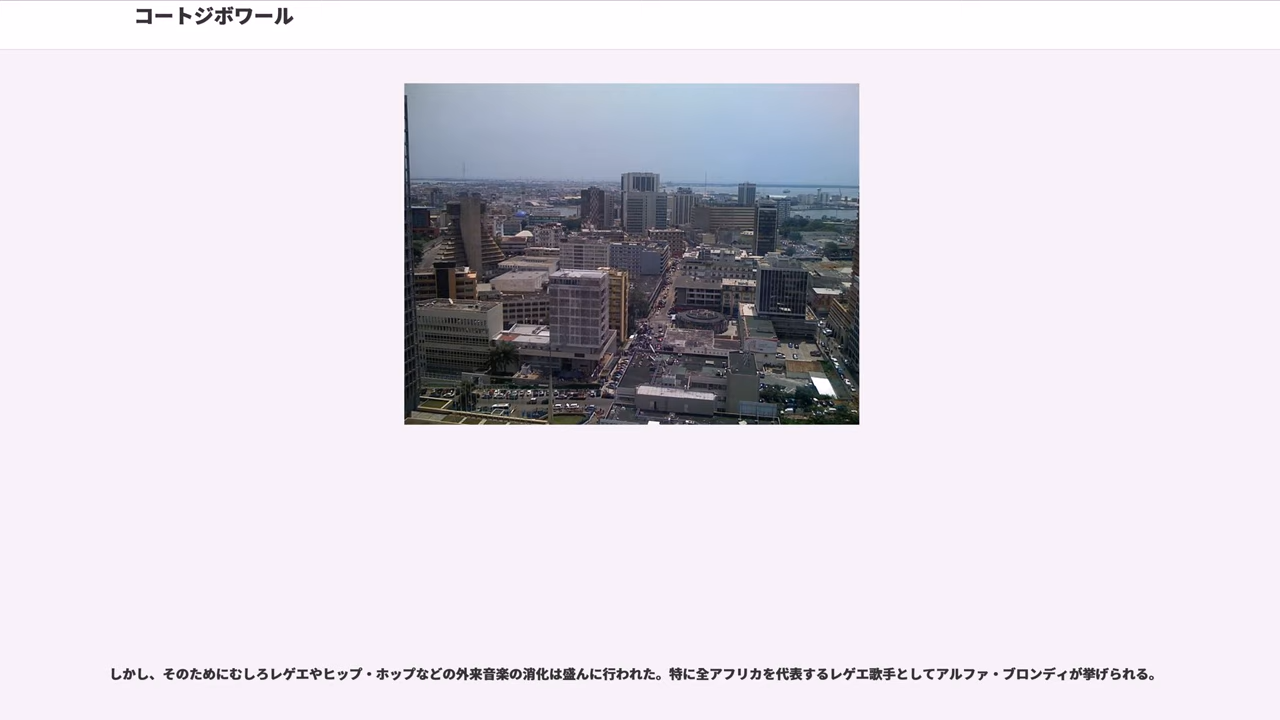 コートジボワール
しかし、そのためにむしろレゲエやヒップ・ホップなどの外来音楽の消化は盛んに行われた。特に全アフリカを代表するレゲエ歌手としてアルファ・ブロンディが挙げられる。